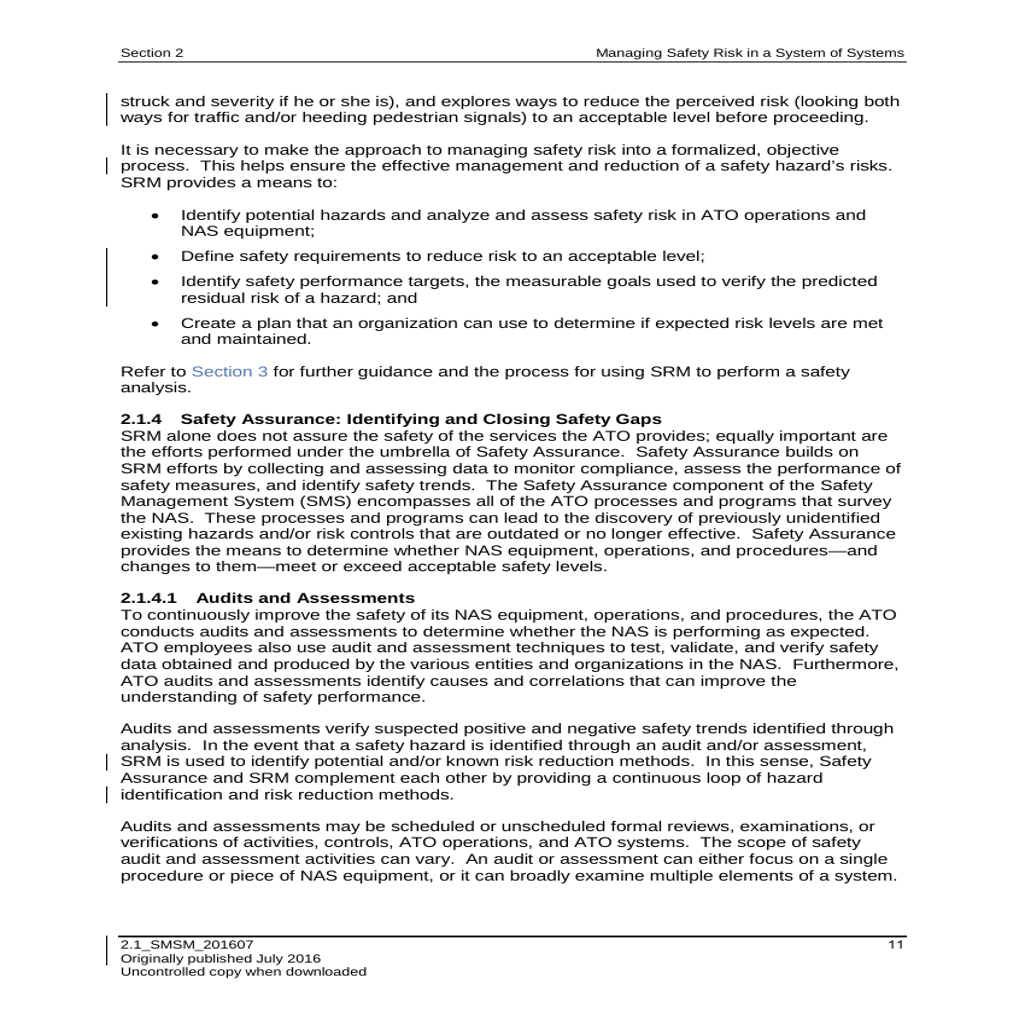 Section 2
Managing Safety Risk in a System of Systems
struck and severity if he or she is), and explores ways to reduce the perceived risk (looking both
ways for traffic and/or heeding pedestrian signals) to an acceptable level before proceeding.
It is necessary to make the approach to managing safety risk into a formalized, objective
process.  This helps ensure the effective management and reduction of a safety hazard’s risks.
SRM provides a means to:
• Identify potential hazards and analyze and assess safety risk in ATO operations and
NAS equipment;
• Define safety requirements to reduce risk to an acceptable level;
• Identify safety performance targets, the measurable goals used to verify the predicted
residual risk of a hazard; and
• Create a plan that an organization can use to determine if expected risk levels are met
and maintained.
Refer to Section 3 for further guidance and the process for using SRM to perform a safety
analysis.
2.1.4 Safety Assurance: Identifying and Closing Safety Gaps
SRM alone does not assure the safety of the services the ATO provides; equally important are
the efforts performed under the umbrella of Safety Assurance.  Safety Assurance builds on
SRM efforts by collecting and assessing data to monitor compliance, assess the performance of
safety measures, and identify safety trends.  The Safety Assurance component of the Safety
Management System (SMS) encompasses all of the ATO processes and programs that survey
the NAS.  These processes and programs can lead to the discovery of previously unidentified
existing hazards and/or risk controls that are outdated or no longer effective.  Safety Assurance
provides the means to determine whether NAS equipment, operations, and procedures—and
changes to them—meet or exceed acceptable safety levels.
2.1.4.1 Audits and Assessments
To continuously improve the safety of its NAS equipment, operations, and procedures, the ATO
conducts audits and assessments to determine whether the NAS is performing as expected.
ATO employees also use audit and assessment techniques to test, validate, and verify safety
data obtained and produced by the various entities and organizations in the NAS.  Furthermore,
ATO audits and assessments identify causes and correlations that can improve the
understanding of safety performance.
Audits and assessments verify suspected positive and negative safety trends identified through
analysis.  In the event that a safety hazard is identified through an audit and/or assessment,
SRM is used to identify potential and/or known risk reduction methods.  In this sense, Safety
Assurance and SRM complement each other by providing a continuous loop of hazard
identification and risk reduction methods.
Audits and assessments may be scheduled or unscheduled formal reviews, examinations, or
verifications of activities, controls, ATO operations, and ATO systems.  The scope of safety
audit and assessment activities can vary.  An audit or assessment can either focus on a single
procedure or piece of NAS equipment, or it can broadly examine multiple elements of a system.
2.1_SMSM_201607
11
Originally published July 2016
Uncontrolled copy when downloaded